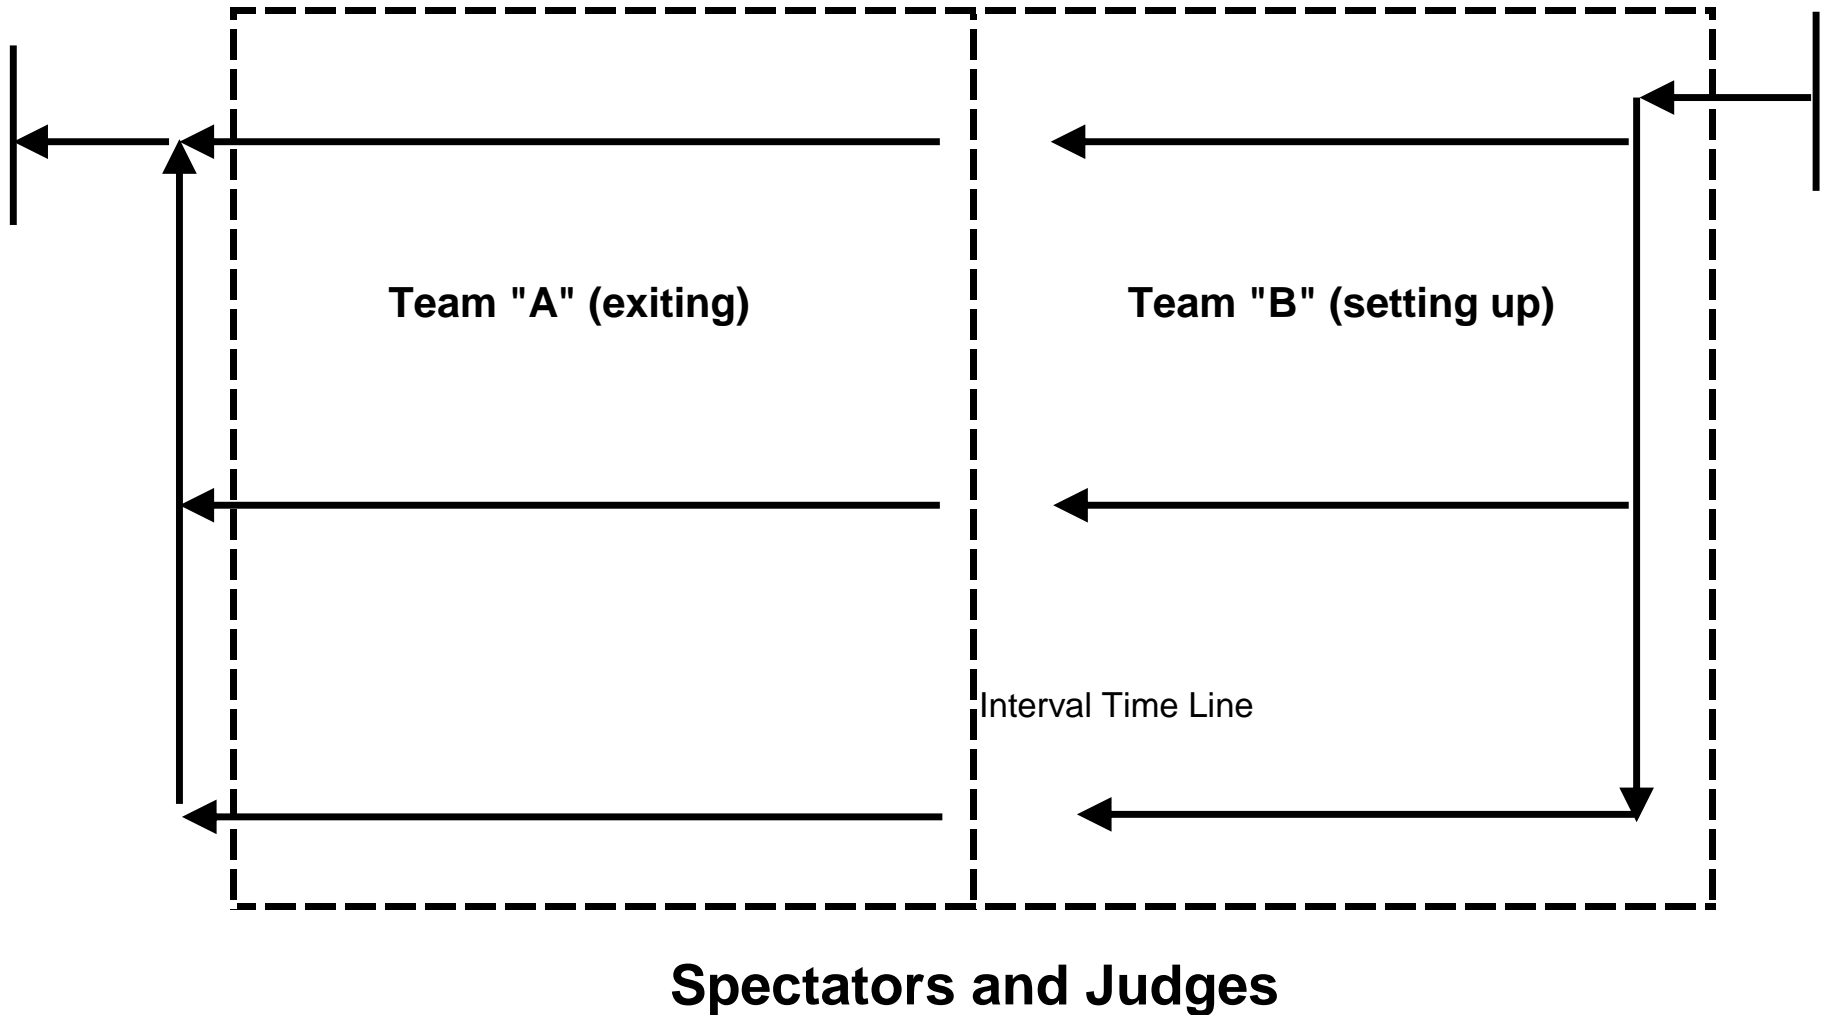 Team "A" (exiting)
Team "B" (setting up)
Interval Time Line
Spectators and Judges